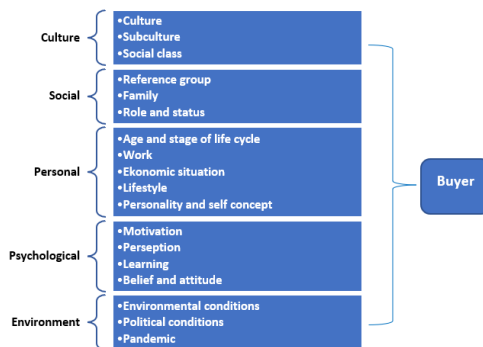 Culture
•Culture
•Subculture
•Social class
Social
•Reference group
•Family
•Role and status
Personal
•Age and stage of life cycle
•Work
•Ekonomic situation
•Lifestyle
•Personality and self concept
Psychological
•Motivation
•Perseption
•Learning
•Belief and attitude
Environment
•Environmental conditions
•Political conditions
•Pandemic
Buyer